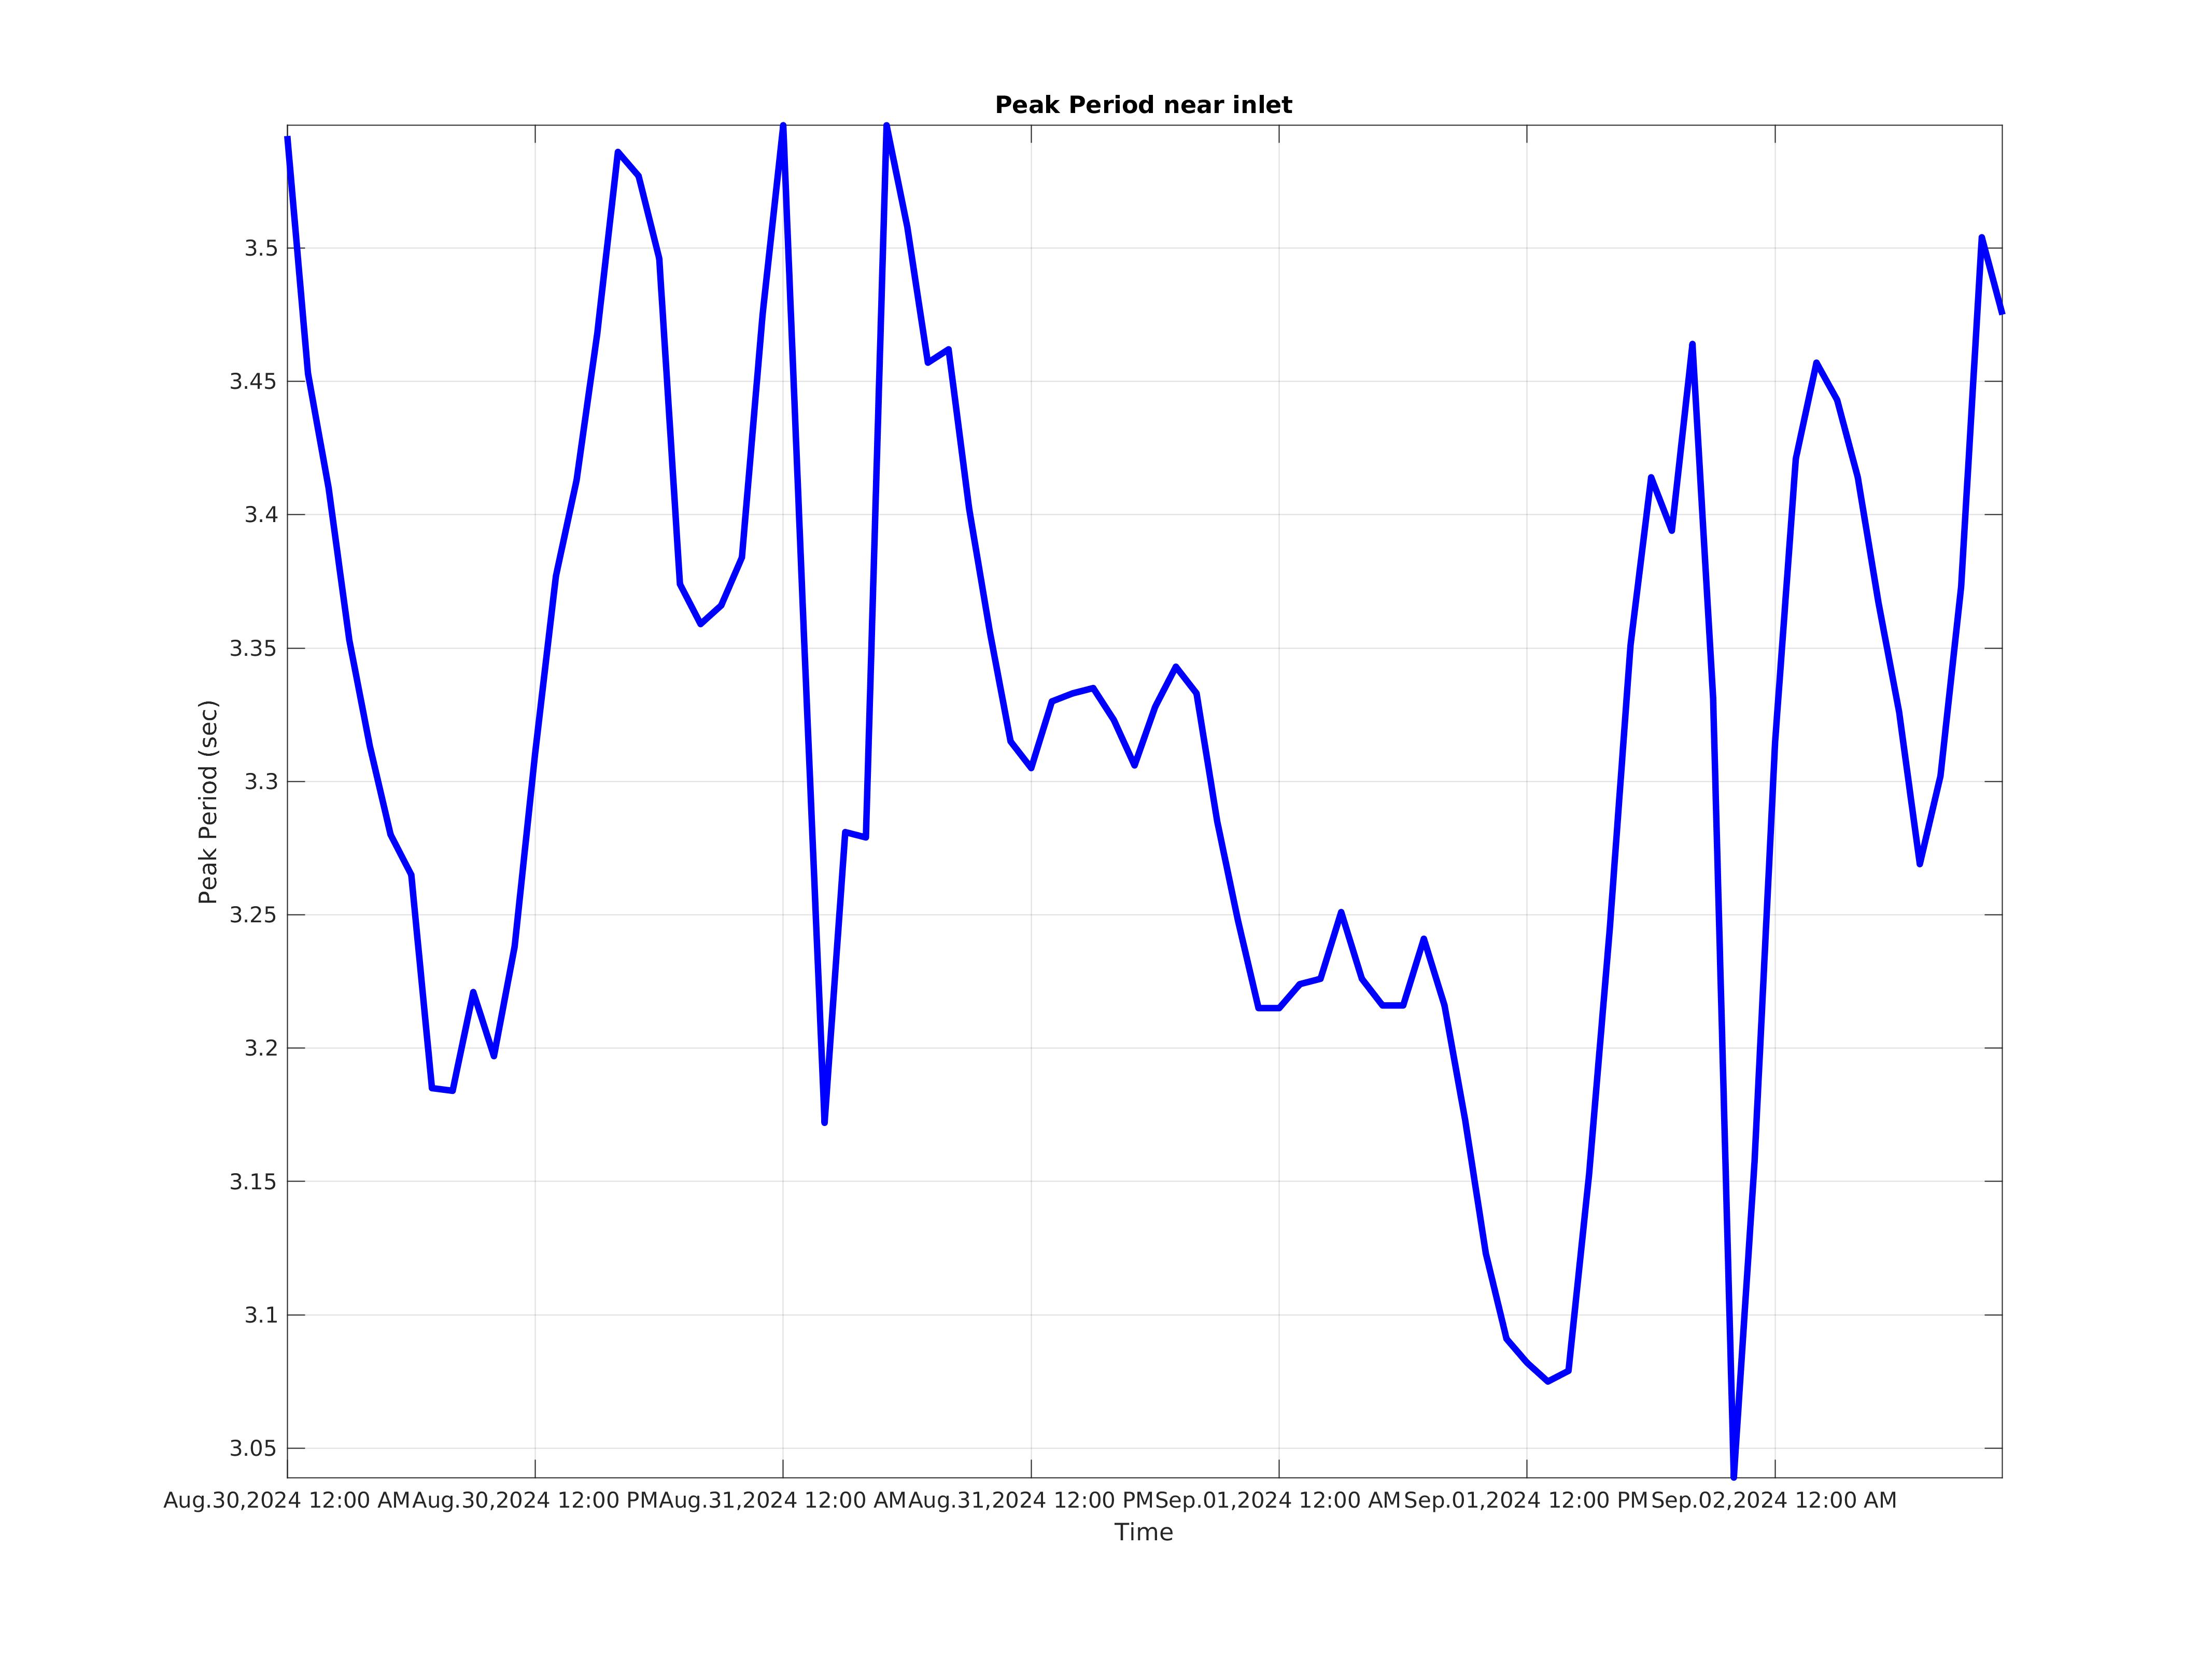 Peak Period near inlet
3.5
3.45
3.4
3.35
3.3
3.25
3.2
3.15
3.1
3.05
Peak Period (sec)
Aug.30,2024 12:00 AM Aug.30,2024 12:00 PM Aug.31,2024 12:00 AM Aug.31,2024 12:00 PM Sep.01,2024 12:00 AM Sep.01,2024 12:00 PM Sep.02,2024 12:00 AM
Time